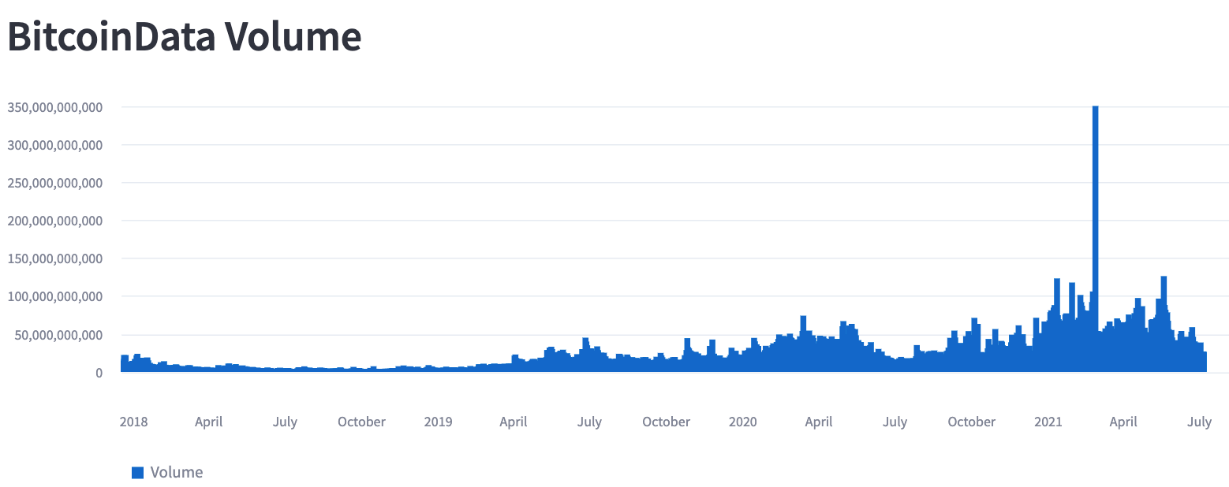 BitcoinData Volume
350,000,000,000
300,000,000,000
250,000,000,000
200,000,000,000
150,000,000,000
100,000,000,000
50,000,000,000
0
2018 April July October 2019 April July October 2020 April July October 2021 April July
Volume